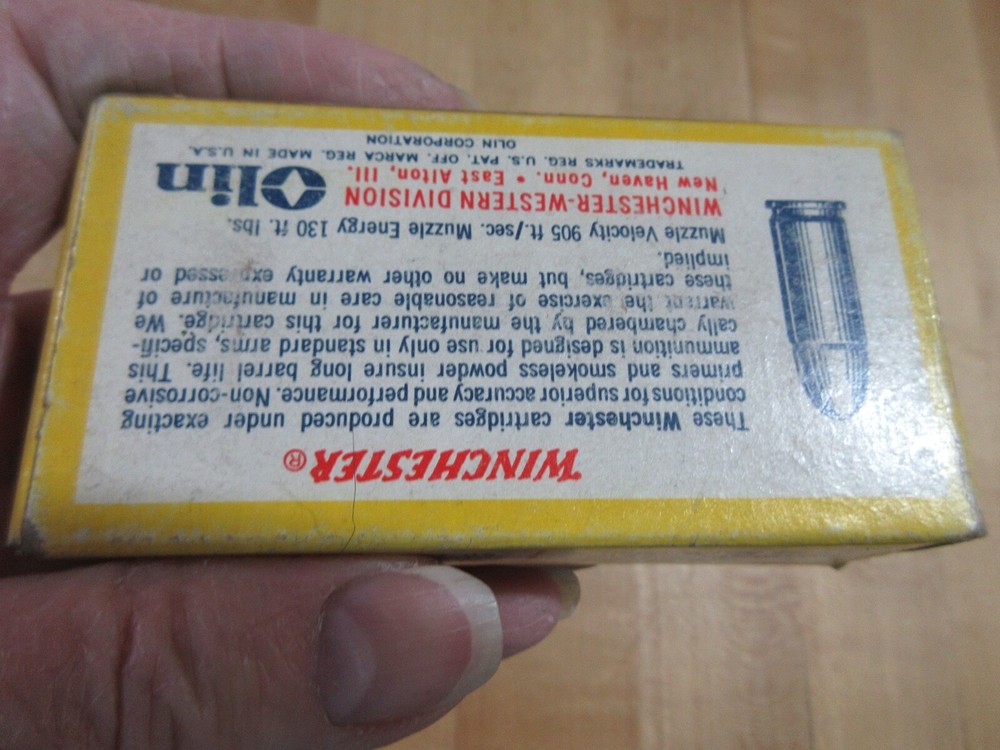 WINCHESTER®
These Winchester cartridges are produced under exacting
conditions for superior accuracy and performance. Non-corrosive
primers and smokeless powder insure long barrel life. This
ammunition is designed for use only in standard arms, specifi-
cally chambered by the manufacturer for this cartridge. We
warrant the exercise of reasonable care in manufacture of
these cartridges, but, make no other warranty expressed or
implied.
Muzzle Velocity 905 ft./sec. Muzzle Energy 130 ft. lbs.
WINCHESTER-WESTERN DIVISION
New Haven, Conn. • East Alton, Ill.
Olin
TRADEMARKS REG. U.S. PAT. OFF. MARCA REG. MADE IN U.S.A.
OLIN CORPORATION